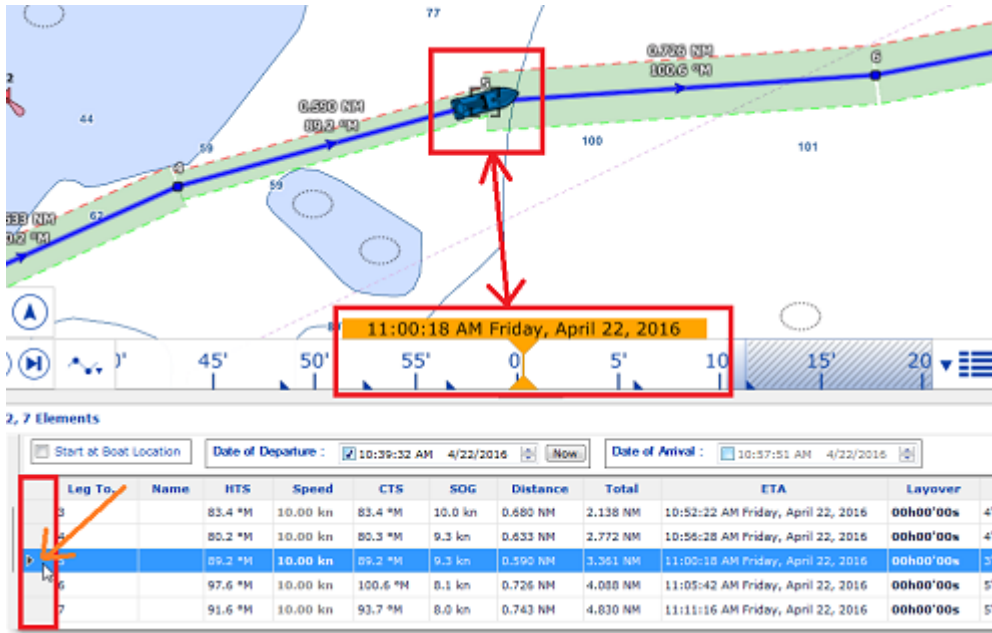 77
0.726 NM
100.6 °M
6
2
0.590 NM
89.2 °M
44
59
100
101
59
62
11:00:18 AM Friday, April 22, 2016
45' 50' 55' 0' 5' 10' 15' 20'
2, 7 Elements
Start at Boat Location Date of Departure : 10:39:32 AM 4/22/2016 Now Date of Arrival : 10:57:51 AM 4/22/2016
Leg To. Name HTS Speed CTS SOG Distance Total ETA Layover
3 83.4 °M 10.00 kn 83.4 °M 10.0 kn 0.680 NM 2.138 NM 10:52:22 AM Friday, April 22, 2016 00h00'00s 4'
4 80.2 °M 10.00 kn 80.3 °M 9.3 kn 0.633 NM 2.772 NM 10:56:28 AM Friday, April 22, 2016 00h00'00s 4'
5 89.2 °M 10.00 kn 89.2 °M 9.3 kn 0.590 NM 3.361 NM 11:00:18 AM Friday, April 22, 2016 00h00'00s 3'
6 97.6 °M 10.00 kn 100.6 °M 8.1 kn 0.726 NM 4.088 NM 11:05:42 AM Friday, April 22, 2016 00h00'00s 5'
7 91.6 °M 10.00 kn 93.7 °M 8.0 kn 0.743 NM 4.830 NM 11:11:16 AM Friday, April 22, 2016 00h00'00s 5'